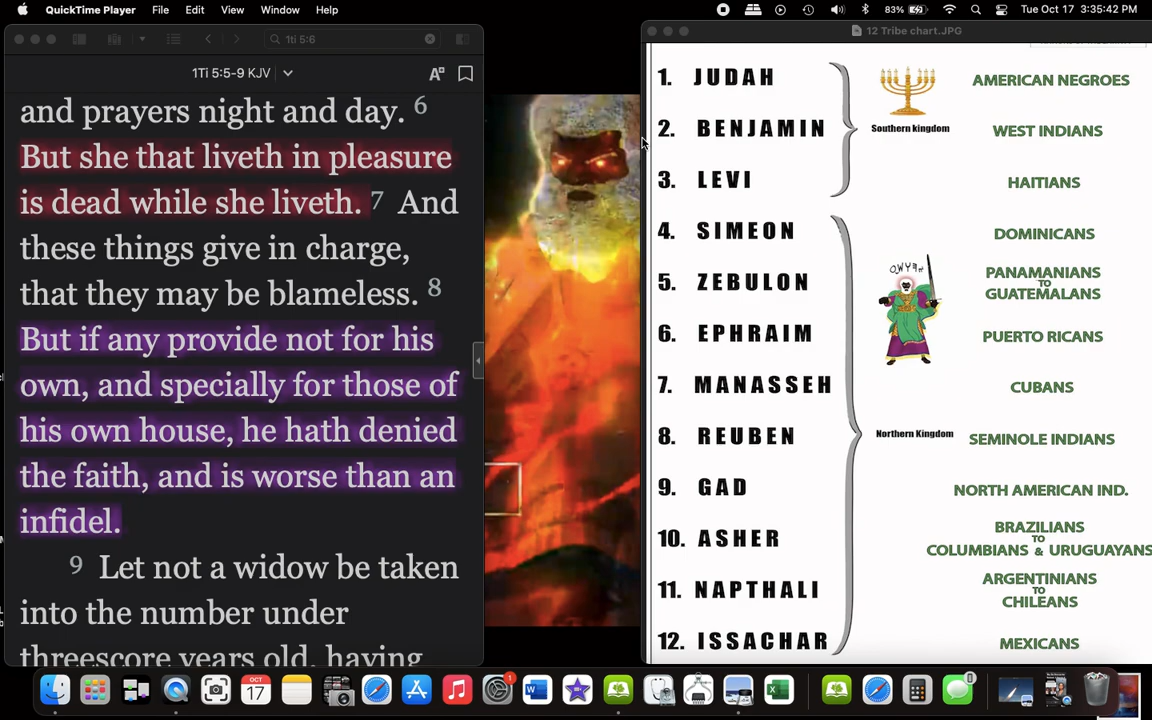 QuickTime Player File Edit View Window Help
83% Tue Oct 17 3:35:42 PM
1ti 5:6
1Ti 5:5-9 KJV
and prayers night and day. 6
But she that liveth in pleasure
is dead while she liveth. 7 And
these things give in charge,
that they may be blameless. 8
But if any provide not for his
own, and specially for those of
his own house, he hath denied
the faith, and is worse than an
infidel.
9 Let not a widow be taken
into the number under
threescore years old, having
12 Tribe chart.JPG
1. JUDAH
AMERICAN NEGROES
2. BENJAMIN
Southern kingdom
WEST INDIANS
3. LEVI
HAITIANS
4. SIMEON
DOMINICANS
5. ZEBULON
PANAMANIANS
TO
GUATEMALANS
6. EPHRAIM
PUERTO RICANS
7. MANASSEH
CUBANS
8. REUBEN
Northern Kingdom
SEMINOLE INDIANS
9. GAD
NORTH AMERICAN IND.
10. ASHER
BRAZILIANS
TO
COLUMBIANS & URUGUAYANS
11. NAPTHALI
ARGENTINIANS
TO
CHILEANS
12. ISSACHAR
MEXICANS
OCT
17
1